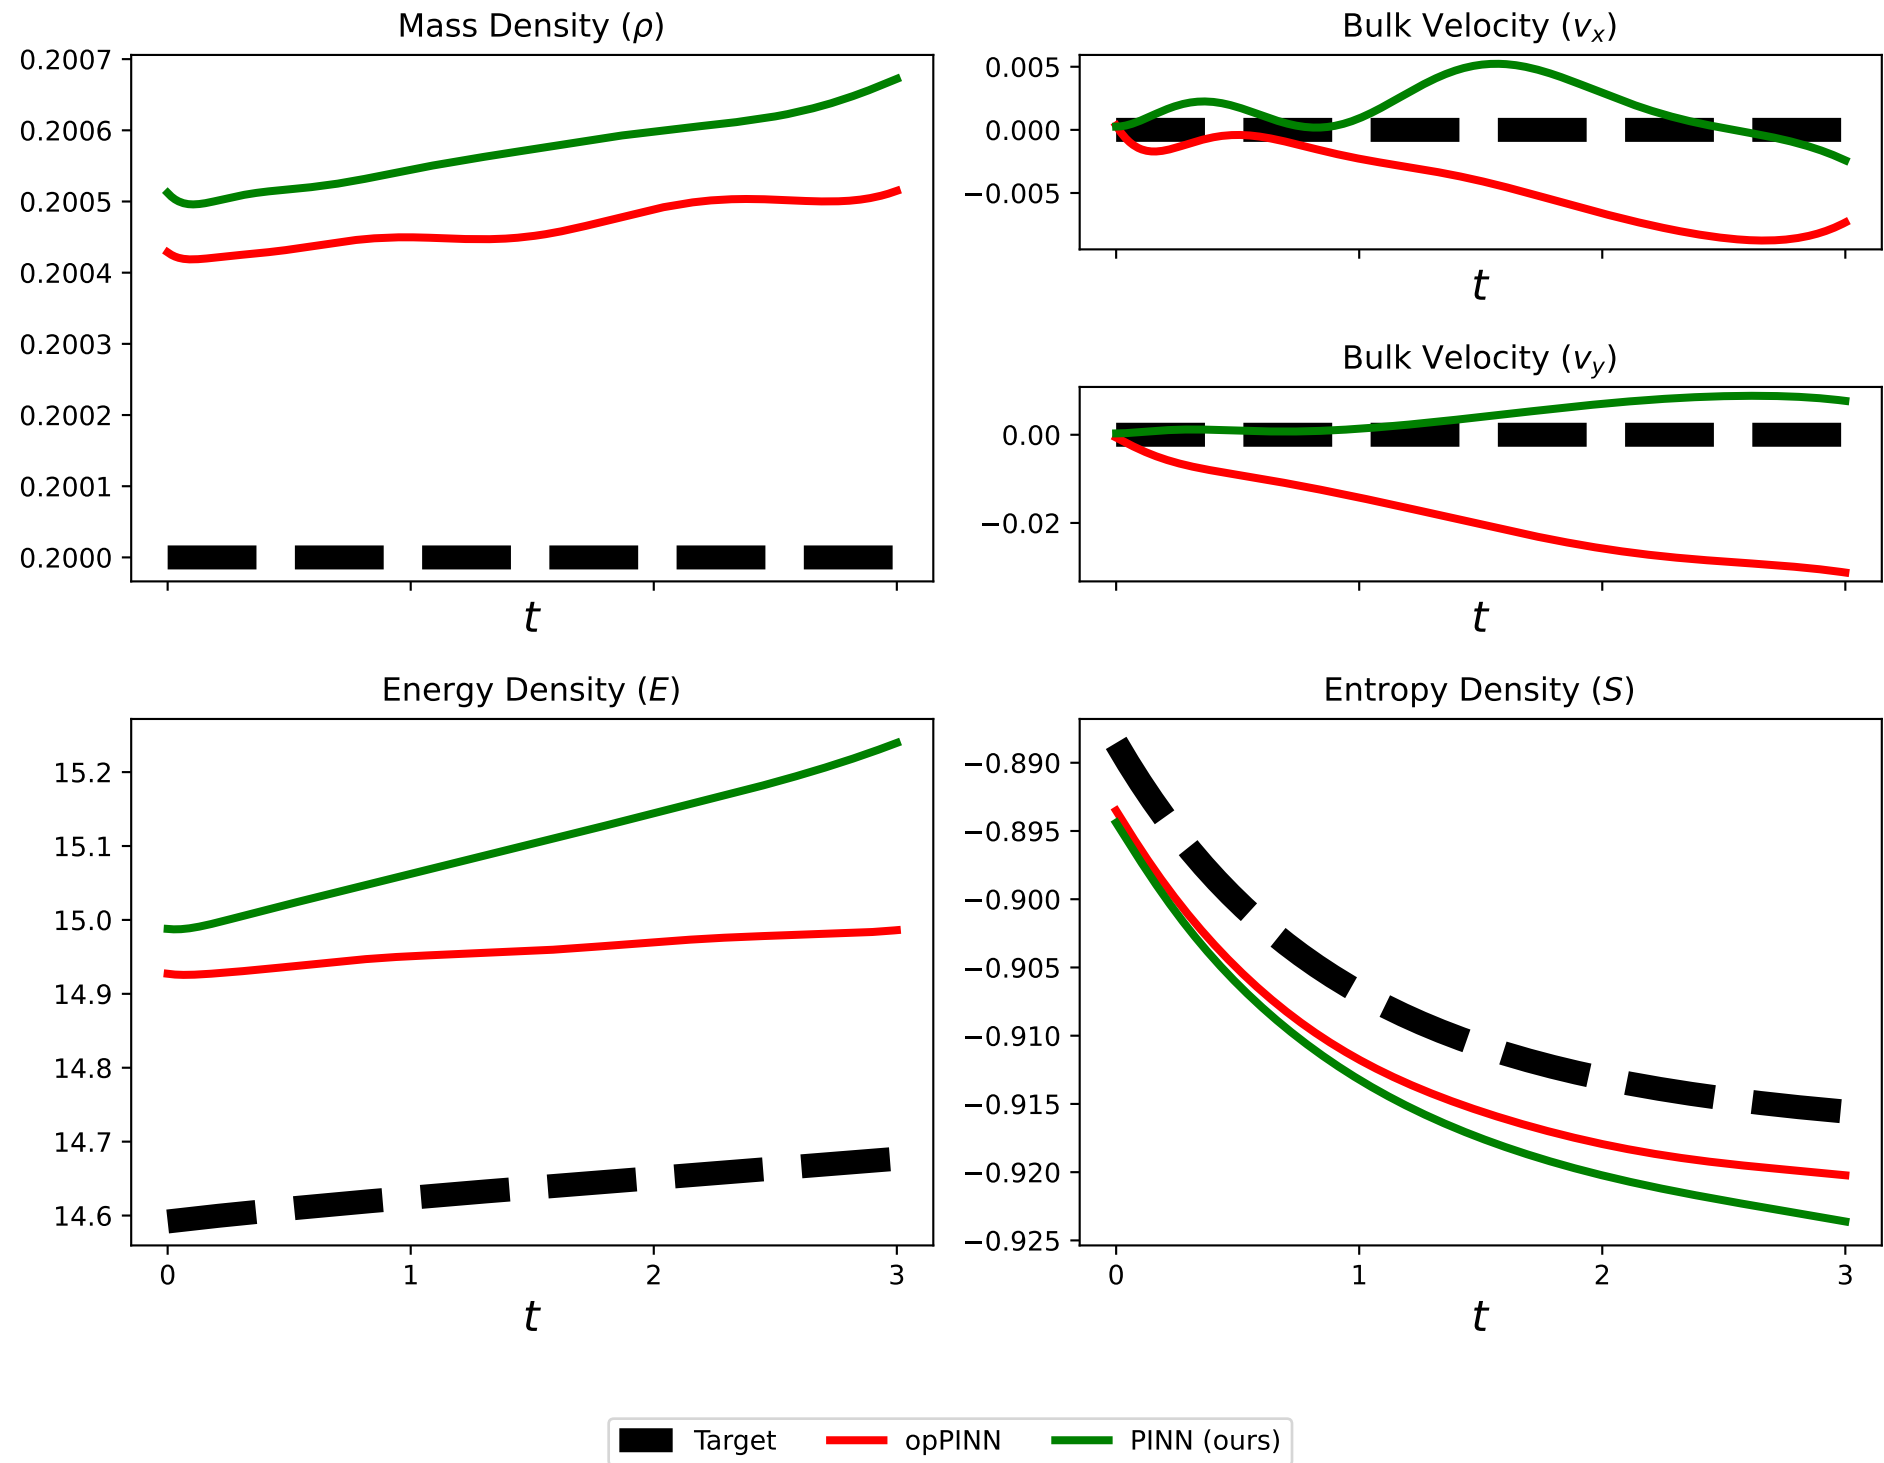 Mass Density (ρ)
0.2007
0.2006
0.2005
0.2004
0.2003
0.2002
0.2001
0.2000
t
Bulk Velocity (vₓ)
0.005
0.000
−0.005
t
Bulk Velocity (v_y)
0.00
−0.02
t
Energy Density (E)
15.2
15.1
15.0
14.9
14.8
14.7
14.6
0 1 2 3
t
Entropy Density (S)
−0.890
−0.895
−0.900
−0.905
−0.910
−0.915
−0.920
−0.925
0 1 2 3
t
Target opPINN PINN (ours)